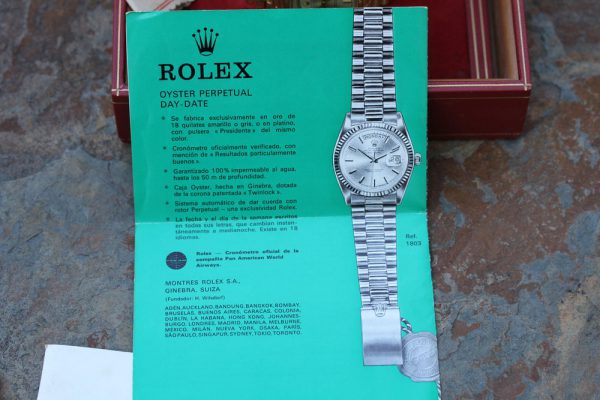 ROLEX
OYSTER PERPETUAL
DAY-DATE
Se fabrica exclusivamente en oro de
18 quilates amarillo o gris, o en platino,
con pulsera « Presidente » del mismo
color.
Cronómetro oficialmente verificado, con
mención de « Resultados particularmente
buenos ».
Garantizado 100% impermeable al agua,
hasta los 50 m de profundidad.
Caja Oyster, hecha en Ginebra, dotada
de la corona patentada « Twinlock ».
Sistema automático de dar cuerda con
rotor Perpetual – una exclusividad Rolex.
La fecha y el día de la semana escritos
en todas sus letras, que cambian instan-
táneamente a medianoche. Existe en 18
idiomas.
Rolex — Cronómetro oficial de la
compañía Pan American World
Airways.
Ref.
1803
MONTRES ROLEX S.A.,
GINEBRA, SUIZA
(Fundador: H. Wilsdorf)
ADEN, AUCKLAND, BANDUNG, BANGKOK, BOMBAY,
BRUSELAS, BUENOS AIRES, CARACAS, COLONIA,
DUBLÍN, LA HABANA, HONG KONG, JOHANNES-
BURGO, LONDRES, MADRID, MANILA, MELBURNE,
MÉXICO, MILÁN, NUEVA YORK, OSAKA, PARÍS,
SÃO PAULO, SINGAPUR, SYDNEY, TOKIO, TORONTO.